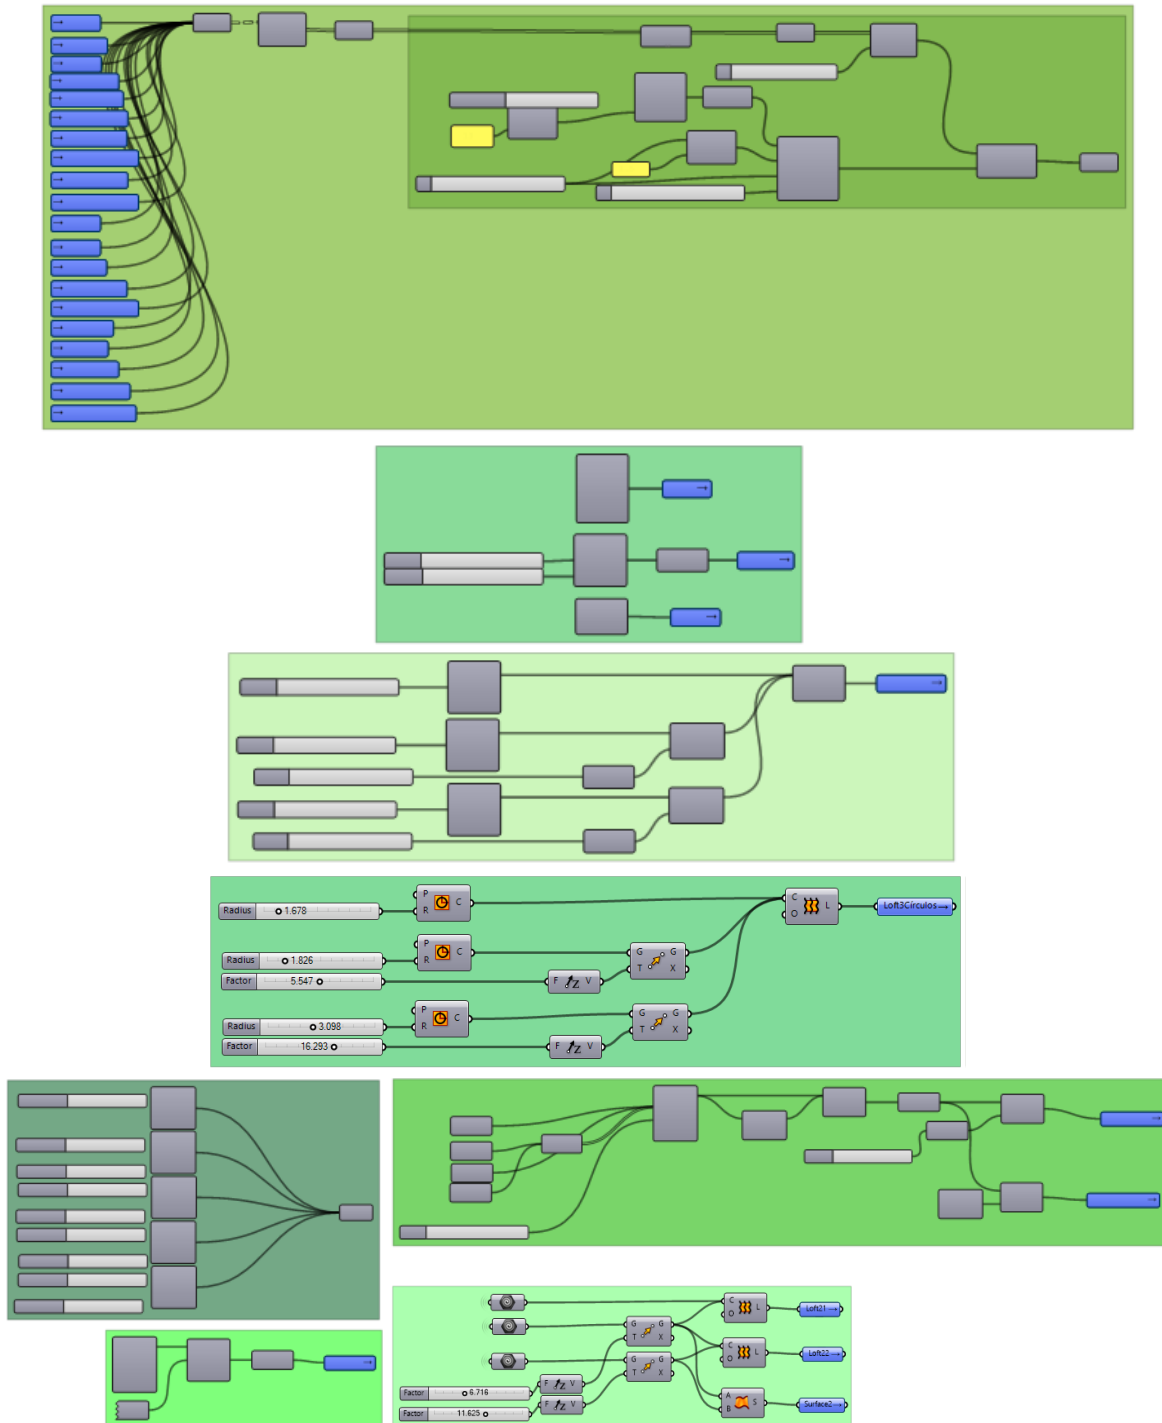 P
R
C
Radius
1.678
C
O
L
Loft3Circulos
P
R
C
Radius
1.826
G
T
G
X
Factor
5.547
F
Z
V
P
R
C
Radius
3.098
G
T
G
X
Factor
16.293
F
Z
V
C
O
L
Loft21
G
T
G
X
C
O
L
Loft22
G
T
G
X
Factor
6.716
F
Z
V
Factor
11.625
F
Z
V
A
B
S
Surface2